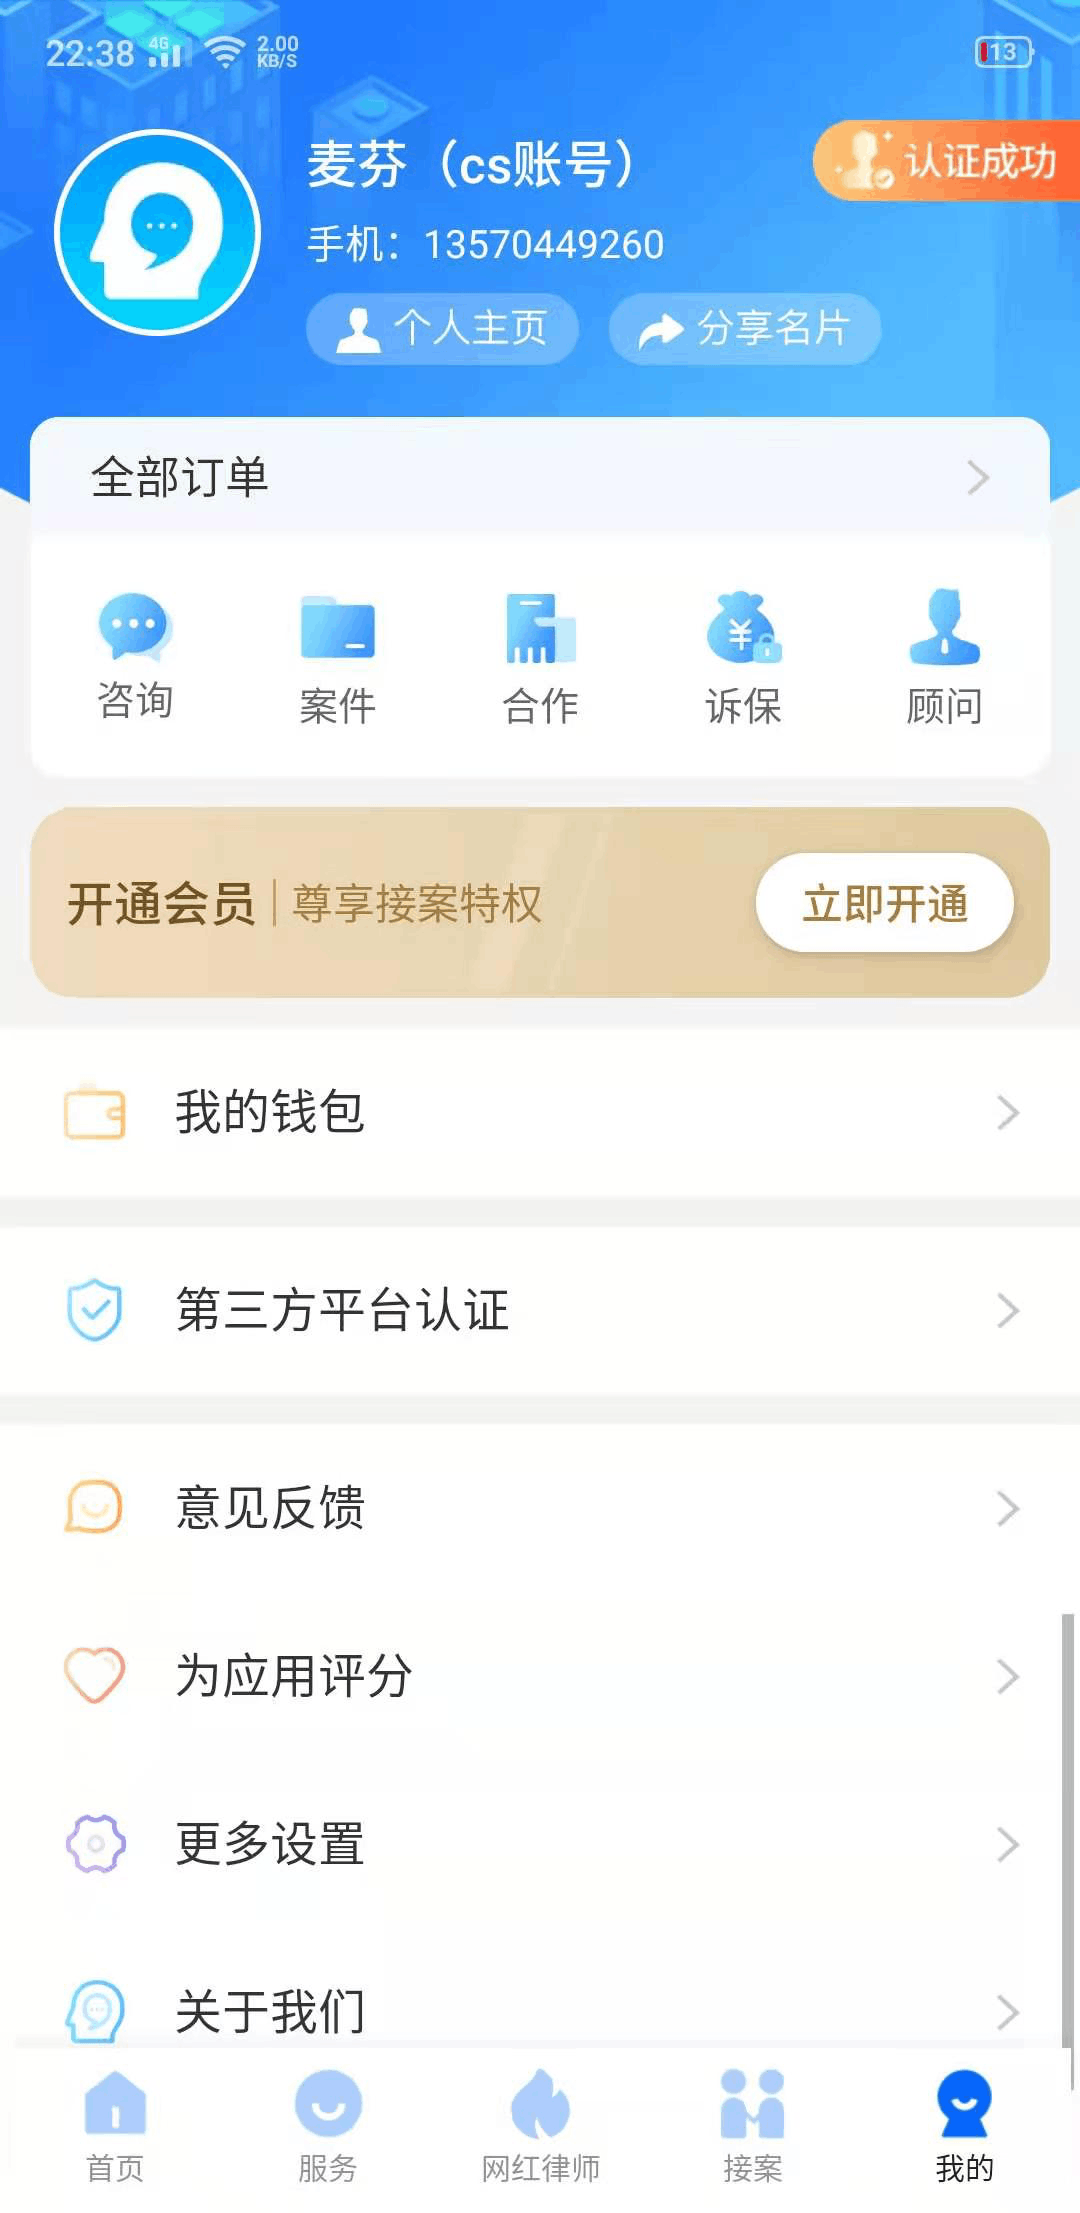 22:38 4G 2.00 KB/S 13
麦芬（cs账号）
认证成功
手机：13570449260
个人主页 分享名片
全部订单
咨询 案件 合作 诉保 顾问
开通会员 尊享接案特权 立即开通
我的钱包
第三方平台认证
意见反馈
为应用评分
更多设置
关于我们
首页 服务 网红律师 接案 我的